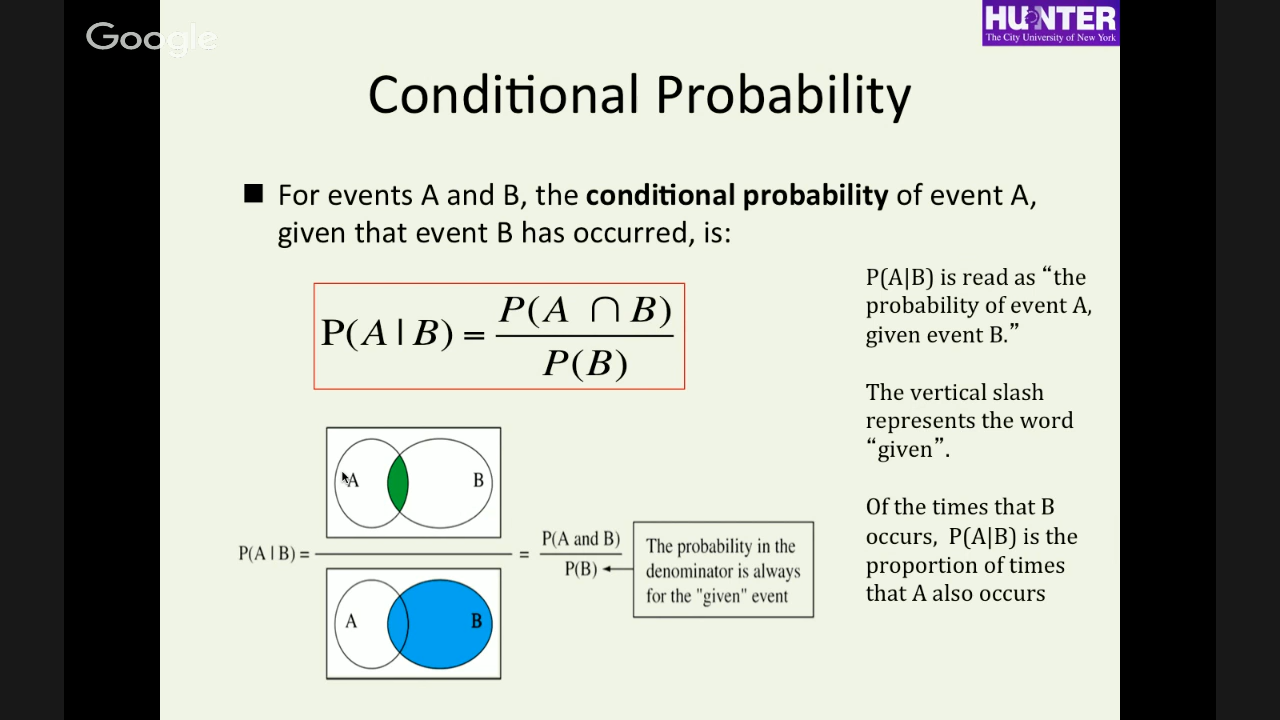 Google
HUNTER
The City University of New York
Conditional Probability
■ For events A and B, the conditional probability of event A,
given that event B has occurred, is:
P(A | B) = P(A ∩ B) / P(B)
P(A|B) is read as “the
probability of event A,
given event B.”
The vertical slash
represents the word
“given”.
Of the times that B
occurs, P(A|B) is the
proportion of times
that A also occurs
A B
P(A | B) =
A B
= P(A and B)
P(B)
The probability in the
denominator is always
for the "given" event